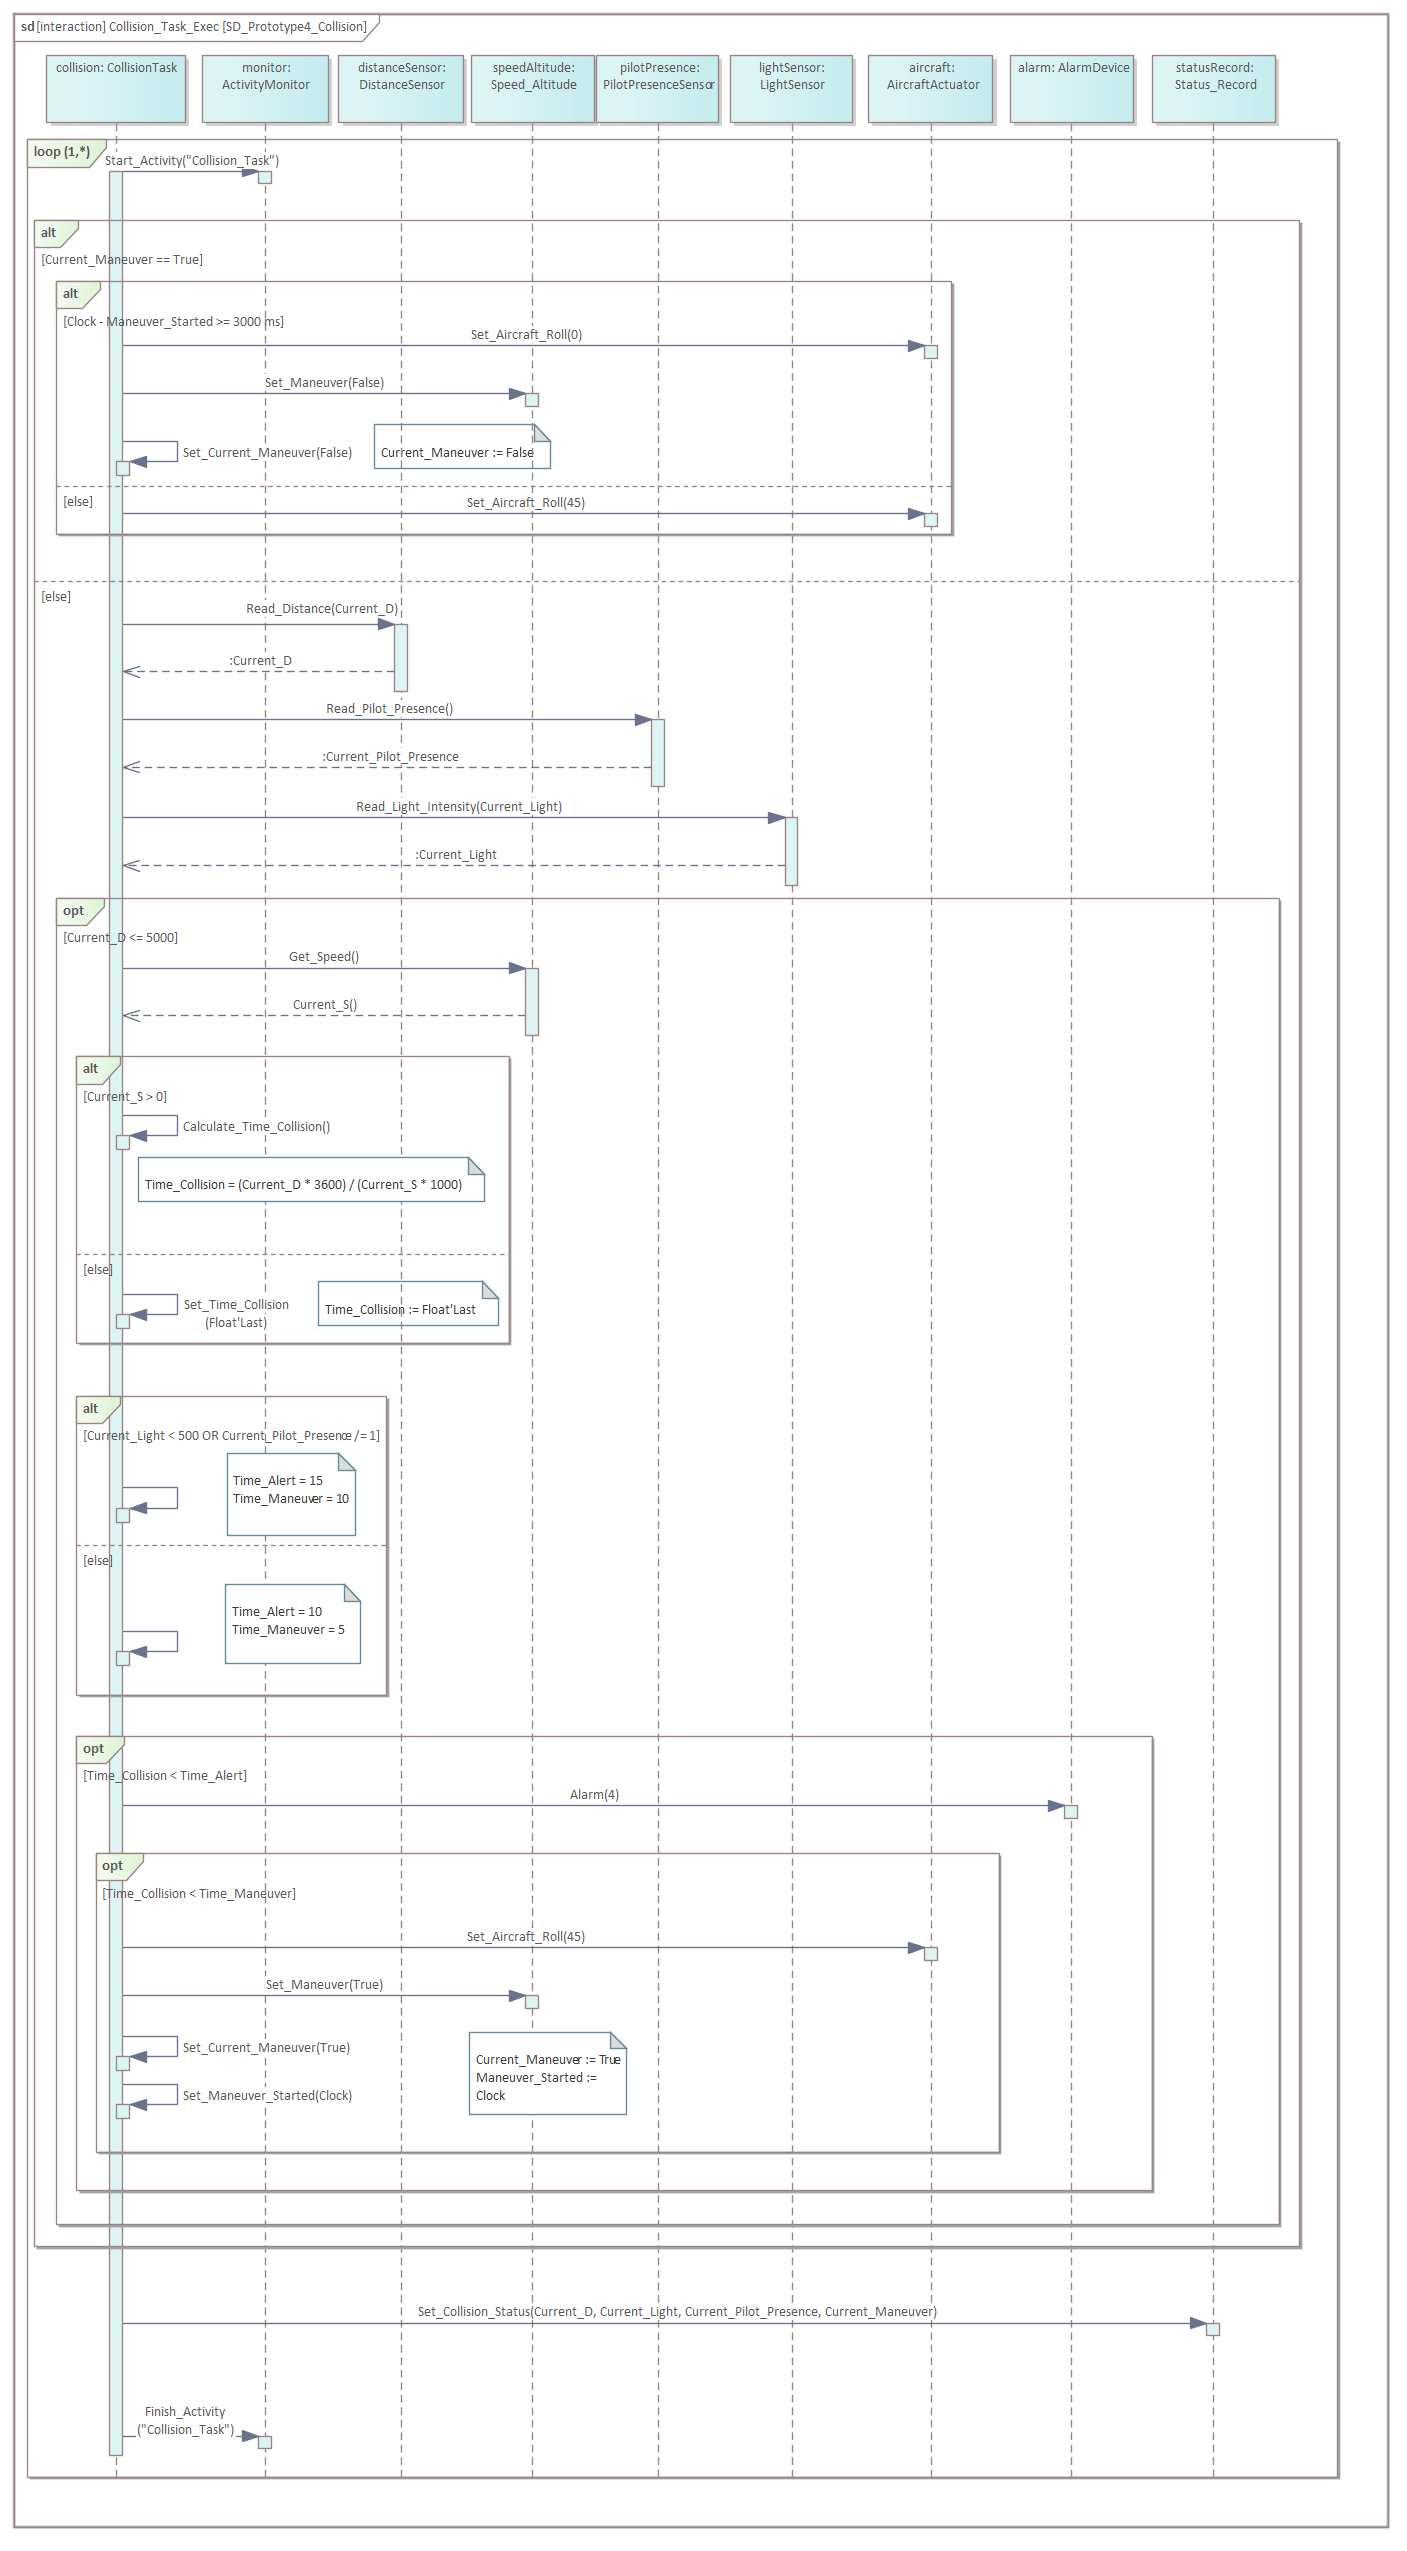 sd [interaction] Collision_Task_Exec [SD_Prototype4_Collision]
collision: CollisionTask
monitor:
ActivityMonitor
distanceSensor:
DistanceSensor
speedAltitude:
Speed_Altitude
pilotPresence:
PilotPresenceSensor
lightSensor:
LightSensor
aircraft:
AircraftActuator
alarm: AlarmDevice
statusRecord:
Status_Record
loop (1,*)
Start_Activity("Collision_Task")
alt
[Current_Maneuver == True]
alt
[Clock - Maneuver_Started >= 3000 ms]
Set_Aircraft_Roll(0)
Set_Maneuver(False)
Set_Current_Maneuver(False)
Current_Maneuver := False
[else]
Set_Aircraft_Roll(45)
[else]
Read_Distance(Current_D)
:Current_D
Read_Pilot_Presence()
:Current_Pilot_Presence
Read_Light_Intensity(Current_Light)
:Current_Light
opt
[Current_D <= 5000]
Get_Speed()
Current_S()
alt
[Current_S > 0]
Calculate_Time_Collision()
Time_Collision = (Current_D * 3600) / (Current_S * 1000)
[else]
Set_Time_Collision
(Float'Last)
Time_Collision := Float'Last
alt
[Current_Light < 500 OR Current_Pilot_Presence /= 1]
Time_Alert = 15
Time_Maneuver = 10
[else]
Time_Alert = 10
Time_Maneuver = 5
opt
[Time_Collision < Time_Alert]
Alarm(4)
opt
[Time_Collision < Time_Maneuver]
Set_Aircraft_Roll(45)
Set_Maneuver(True)
Set_Current_Maneuver(True)
Set_Maneuver_Started(Clock)
Current_Maneuver := True
Maneuver_Started :=
Clock
Set_Collision_Status(Current_D, Current_Light, Current_Pilot_Presence, Current_Maneuver)
Finish_Activity
("Collision_Task")